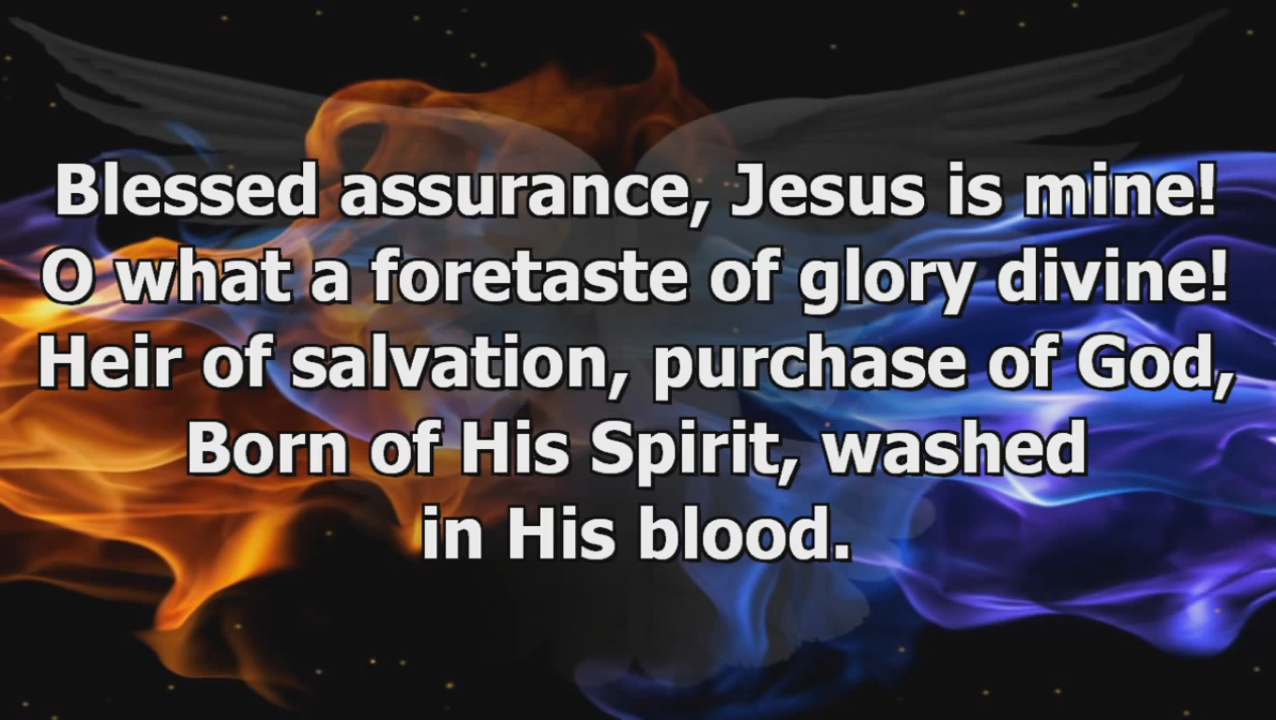 Blessed assurance, Jesus is mine!
O what a foretaste of glory divine!
Heir of salvation, purchase of God,
Born of His Spirit, washed
in His blood.